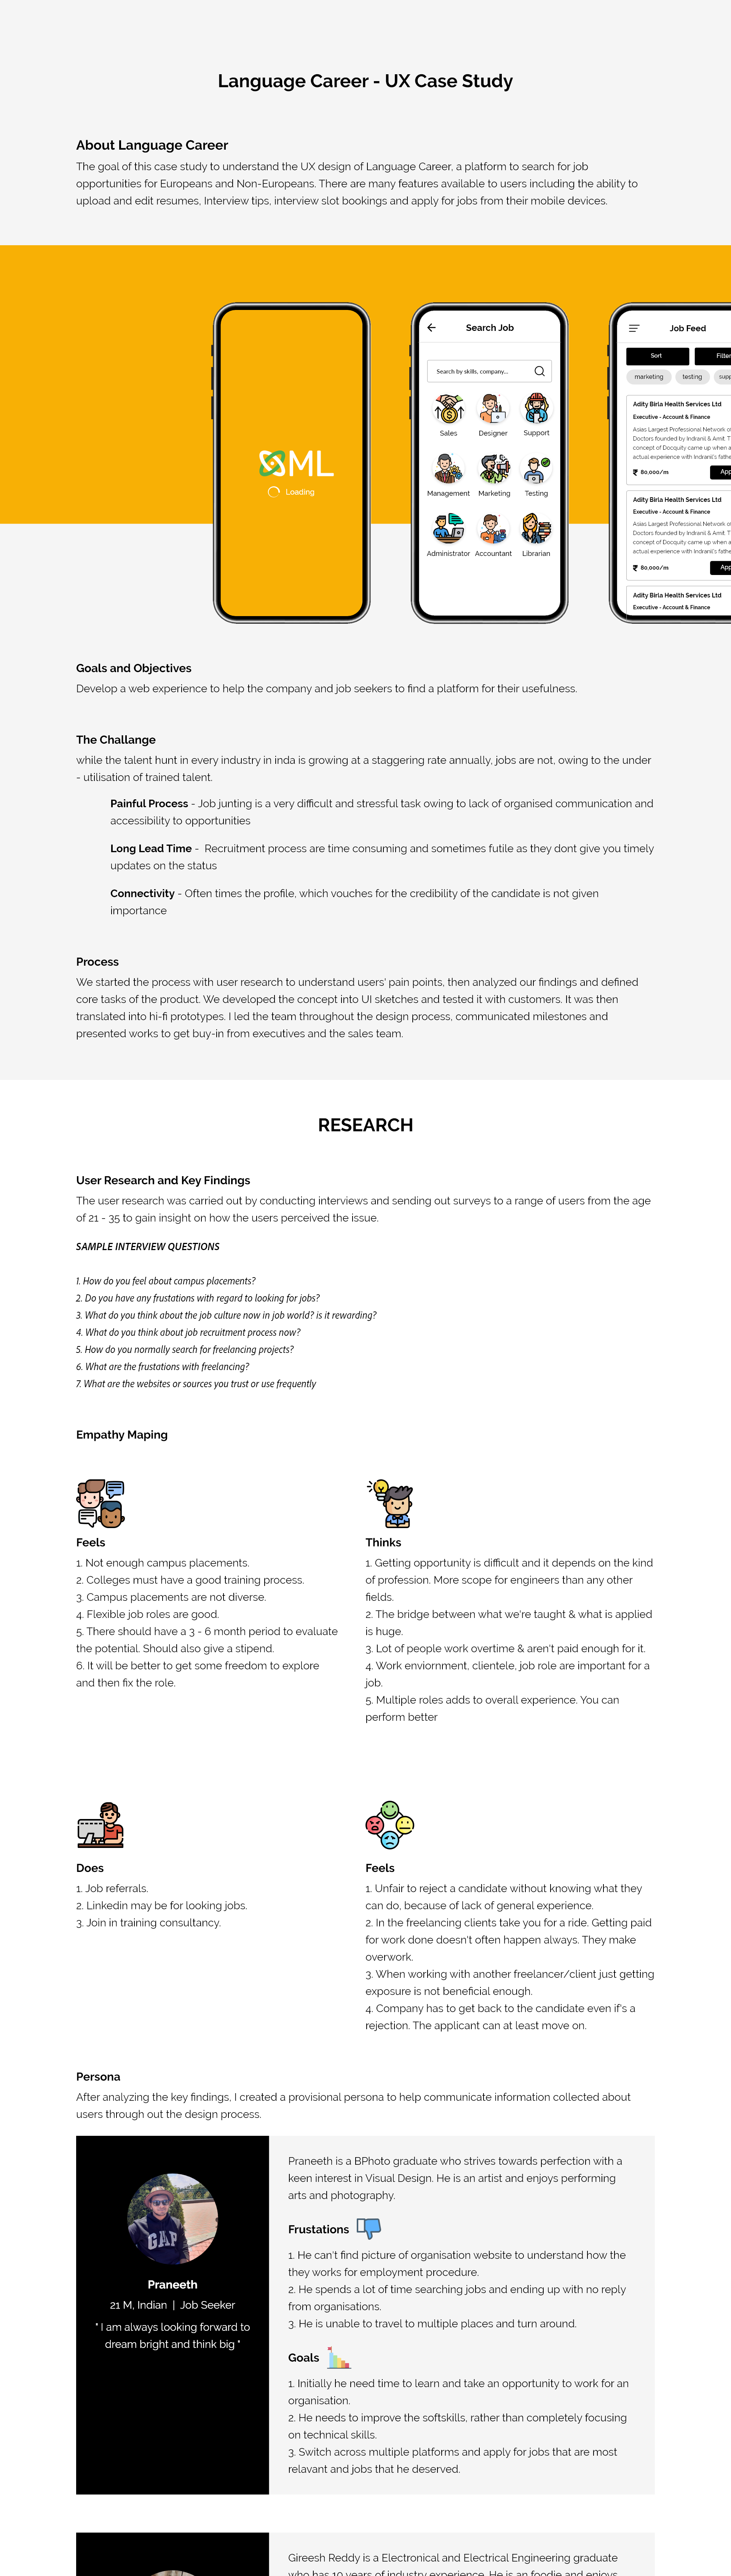 Language Career - UX Case Study
About Language Career
The goal of this case study to understand the UX design of Language Career, a platform to search for job
opportunities for Europeans and Non-Europeans. There are many features available to users including the ability to
upload and edit resumes, Interview tips, interview slot bookings and apply for jobs from their mobile devices.
ML
Loading
Search Job
Search by skills, company...
Sales Designer Support
Management Marketing Testing
Administrator Accountant Librarian
Job Feed
Sort Filter
marketing testing supp
Adity Birla Health Services Ltd
Executive - Account & Finance
Asias Largest Professional Network of
Doctors founded by Indranil & Amit. T
concept of Docquity came up when a
actual experience with Indranil's fathe
₹ 80,000/m App
Adity Birla Health Services Ltd
Executive - Account & Finance
Asias Largest Professional Network of
Doctors founded by Indranil & Amit. T
concept of Docquity came up when a
actual experience with Indranil's fathe
₹ 80,000/m App
Adity Birla Health Services Ltd
Executive - Account & Finance
Goals and Objectives
Develop a web experience to help the company and job seekers to find a platform for their usefulness.
The Challange
while the talent hunt in every industry in inda is growing at a staggering rate annually, jobs are not, owing to the under
- utilisation of trained talent.
Painful Process - Job junting is a very difficult and stressful task owing to lack of organised communication and
accessibility to opportunities
Long Lead Time - Recruitment process are time consuming and sometimes futile as they dont give you timely
updates on the status
Connectivity - Often times the profile, which vouches for the credibility of the candidate is not given
importance
Process
We started the process with user research to understand users' pain points, then analyzed our findings and defined
core tasks of the product. We developed the concept into UI sketches and tested it with customers. It was then
translated into hi-fi prototypes. I led the team throughout the design process, communicated milestones and
presented works to get buy-in from executives and the sales team.
RESEARCH
User Research and Key Findings
The user research was carried out by conducting interviews and sending out surveys to a range of users from the age
of 21 - 35 to gain insight on how the users perceived the issue.
SAMPLE INTERVIEW QUESTIONS
1. How do you feel about campus placements?
2. Do you have any frustations with regard to looking for jobs?
3. What do you think about the job culture now in job world? is it rewarding?
4. What do you think about job recruitment process now?
5. How do you normally search for freelancing projects?
6. What are the frustations with freelancing?
7. What are the websites or sources you trust or use frequently
Empathy Maping
Feels
1. Not enough campus placements.
2. Colleges must have a good training process.
3. Campus placements are not diverse.
4. Flexible job roles are good.
5. There should have a 3 - 6 month period to evaluate
the potential. Should also give a stipend.
6. It will be better to get some freedom to explore
and then fix the role.
Thinks
1. Getting opportunity is difficult and it depends on the kind
of profession. More scope for engineers than any other
fields.
2. The bridge between what we're taught & what is applied
is huge.
3. Lot of people work overtime & aren't paid enough for it.
4. Work enviornment, clientele, job role are important for a
job.
5. Multiple roles adds to overall experience. You can
perform better
Does
1. Job referrals.
2. Linkedin may be for looking jobs.
3. Join in training consultancy.
Feels
1. Unfair to reject a candidate without knowing what they
can do, because of lack of general experience.
2. In the freelancing clients take you for a ride. Getting paid
for work done doesn't often happen always. They make
overwork.
3. When working with another freelancer/client just getting
exposure is not beneficial enough.
4. Company has to get back to the candidate even if's a
rejection. The applicant can at least move on.
Persona
After analyzing the key findings, I created a provisional persona to help communicate information collected about
users through out the design process.
GAP
Praneeth
21 M, Indian | Job Seeker
" I am always looking forward to
dream bright and think big "
Praneeth is a BPhoto graduate who strives towards perfection with a
keen interest in Visual Design. He is an artist and enjoys performing
arts and photography.
Frustations
1. He can't find picture of organisation website to understand how the
they works for employment procedure.
2. He spends a lot of time searching jobs and ending up with no reply
from organisations.
3. He is unable to travel to multiple places and turn around.
Goals
1. Initially he need time to learn and take an opportunity to work for an
organisation.
2. He needs to improve the softskills, rather than completely focusing
on technical skills.
3. Switch across multiple platforms and apply for jobs that are most
relavant and jobs that he deserved.
Gireesh Reddy is a Electronical and Electrical Engineering graduate
who has 10 years of industry experience. He is an foodie and enjoys